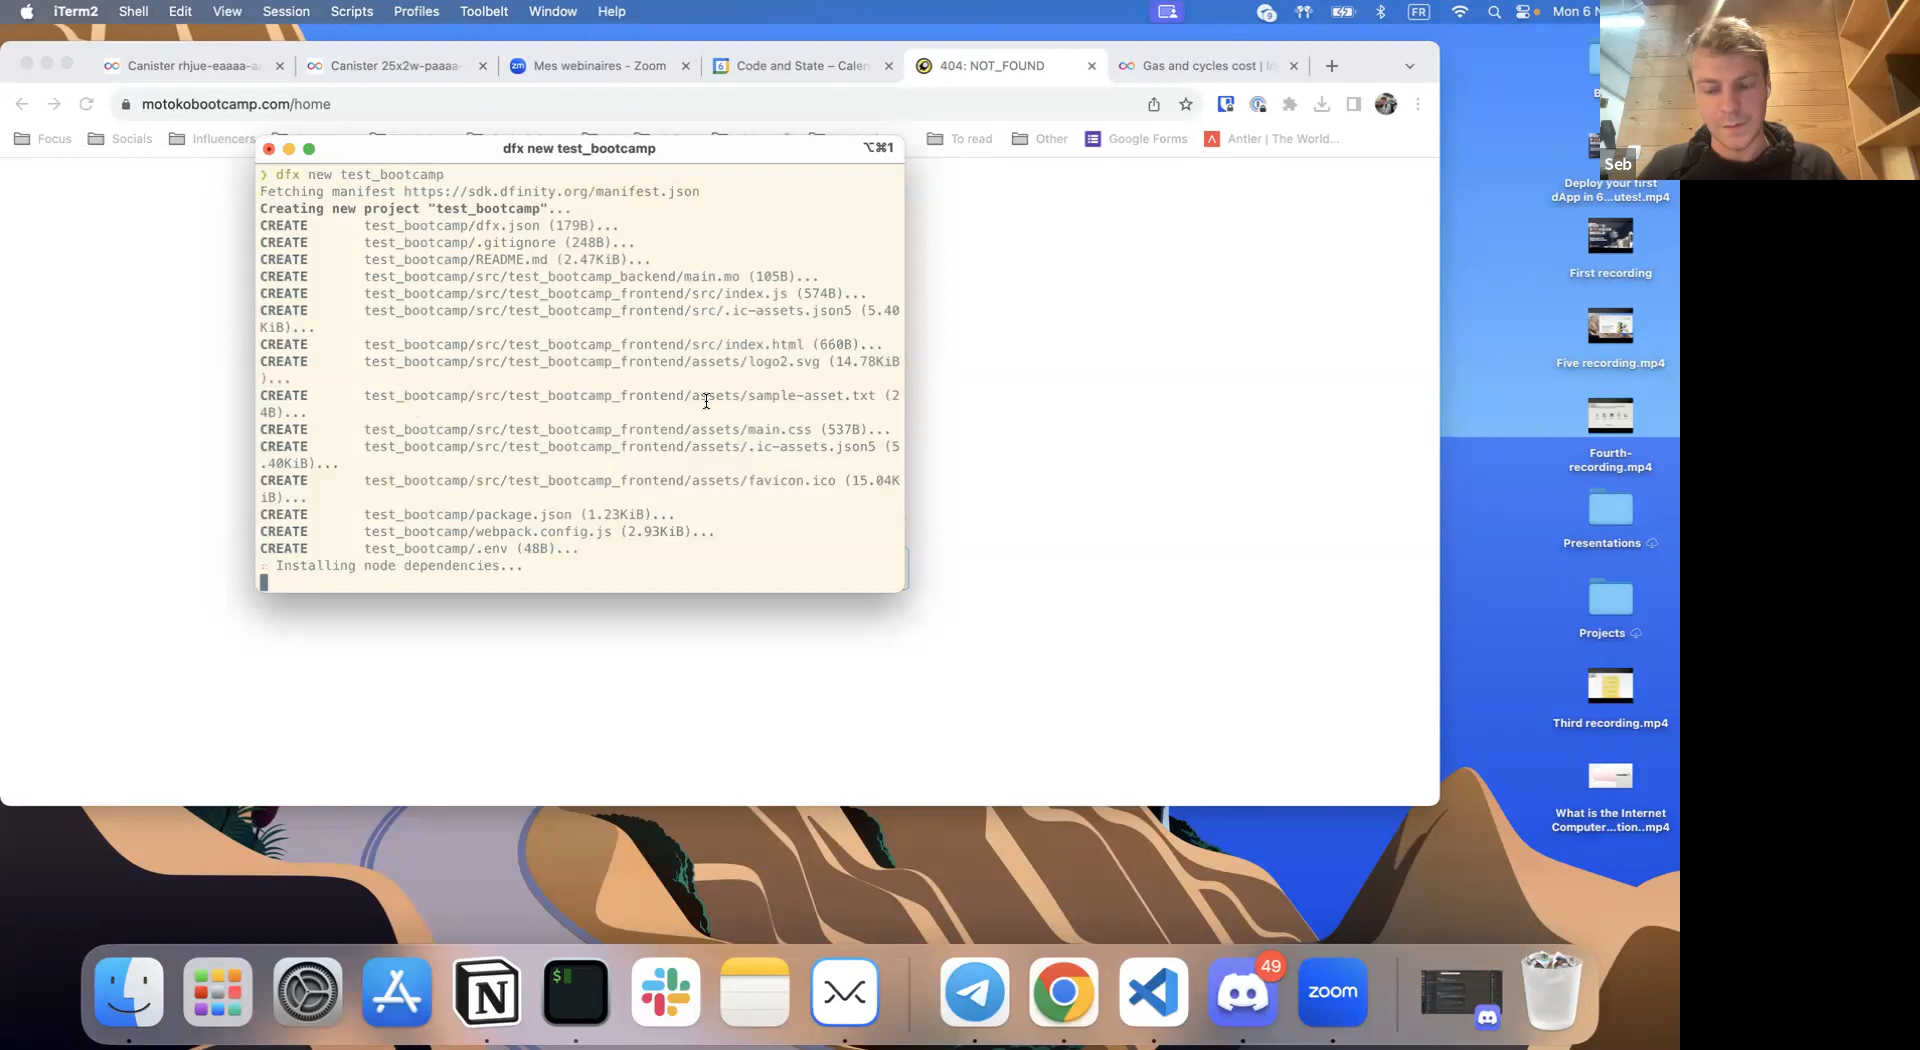 iTerm2 Shell Edit View Session Scripts Profiles Toolbelt Window Help
9 FR Mon 6
Canister rhjue-eaaaa-a
Canister 25x2w-paaaa-
zm Mes webinaires - Zoom
6 Code and State – Calen
404: NOT_FOUND
Gas and cycles cost | In
motokobootcamp.com/home
Focus Socials Influencers To read Other Google Forms Antler | The World...
dfx new test_bootcamp ⌥⌘1
❯ dfx new test_bootcamp
Fetching manifest https://sdk.dfinity.org/manifest.json
Creating new project "test_bootcamp"...
CREATE test_bootcamp/dfx.json (179B)...
CREATE test_bootcamp/.gitignore (248B)...
CREATE test_bootcamp/README.md (2.47KiB)...
CREATE test_bootcamp/src/test_bootcamp_backend/main.mo (105B)...
CREATE test_bootcamp/src/test_bootcamp_frontend/src/index.js (574B)...
CREATE test_bootcamp/src/test_bootcamp_frontend/src/.ic-assets.json5 (5.40
KiB)...
CREATE test_bootcamp/src/test_bootcamp_frontend/src/index.html (660B)...
CREATE test_bootcamp/src/test_bootcamp_frontend/assets/logo2.svg (14.78KiB
)...
CREATE test_bootcamp/src/test_bootcamp_frontend/assets/sample-asset.txt (2
4B)...
CREATE test_bootcamp/src/test_bootcamp_frontend/assets/main.css (537B)...
CREATE test_bootcamp/src/test_bootcamp_frontend/assets/.ic-assets.json5 (5
.40KiB)...
CREATE test_bootcamp/src/test_bootcamp_frontend/assets/favicon.ico (15.04K
iB)...
CREATE test_bootcamp/package.json (1.23KiB)...
CREATE test_bootcamp/webpack.config.js (2.93KiB)...
CREATE test_bootcamp/.env (48B)...
Installing node dependencies...
Seb
Deploy your first
dApp in 6...utes!.mp4
First recording
Five recording.mp4
Fourth-
recording.mp4
Presentations
Projects
Third recording.mp4
What is the Internet
Computer...tion..mp4
$
49
zoom